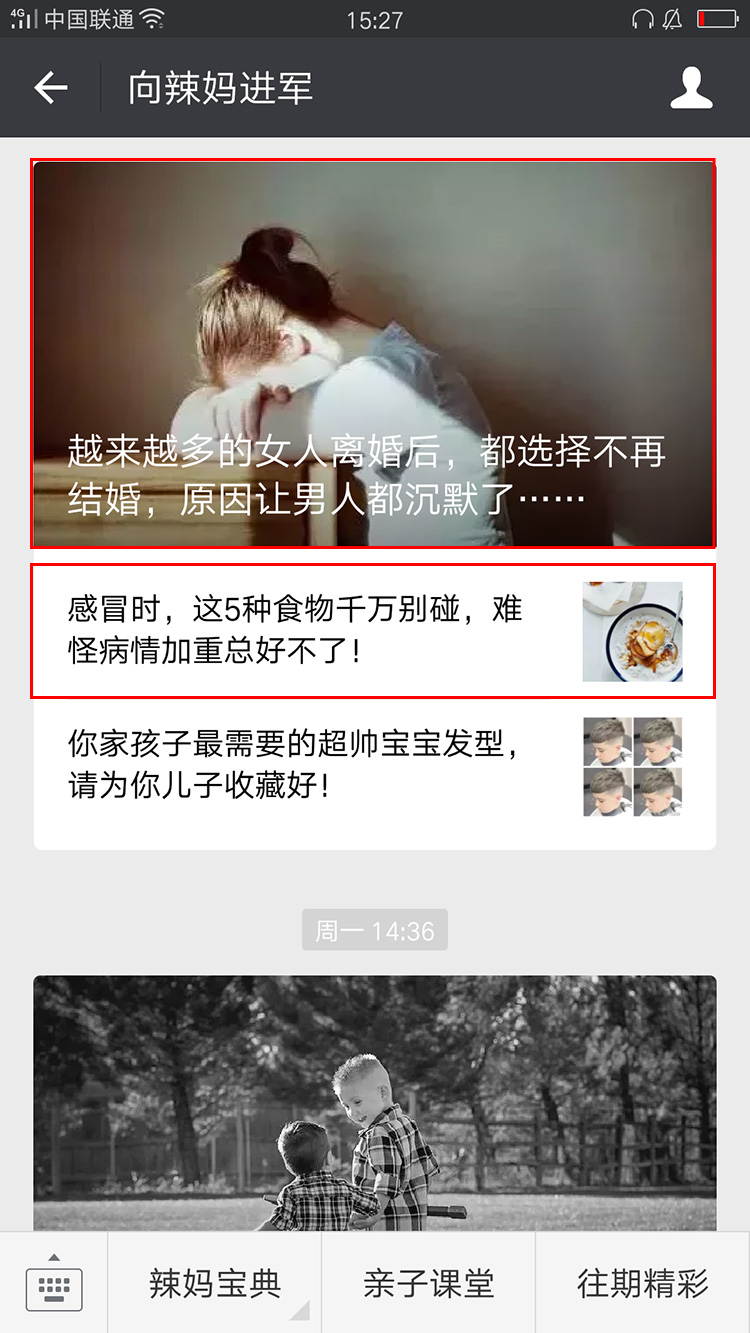 4G 中国联通 15:27
向辣妈进军
越来越多的女人离婚后，都选择不再
结婚，原因让男人都沉默了……
感冒时，这5种食物千万别碰，难
怪病情加重总好不了！
你家孩子最需要的超帅宝宝发型，
请为你儿子收藏好！
周一 14:36
辣妈宝典 亲子课堂 往期精彩